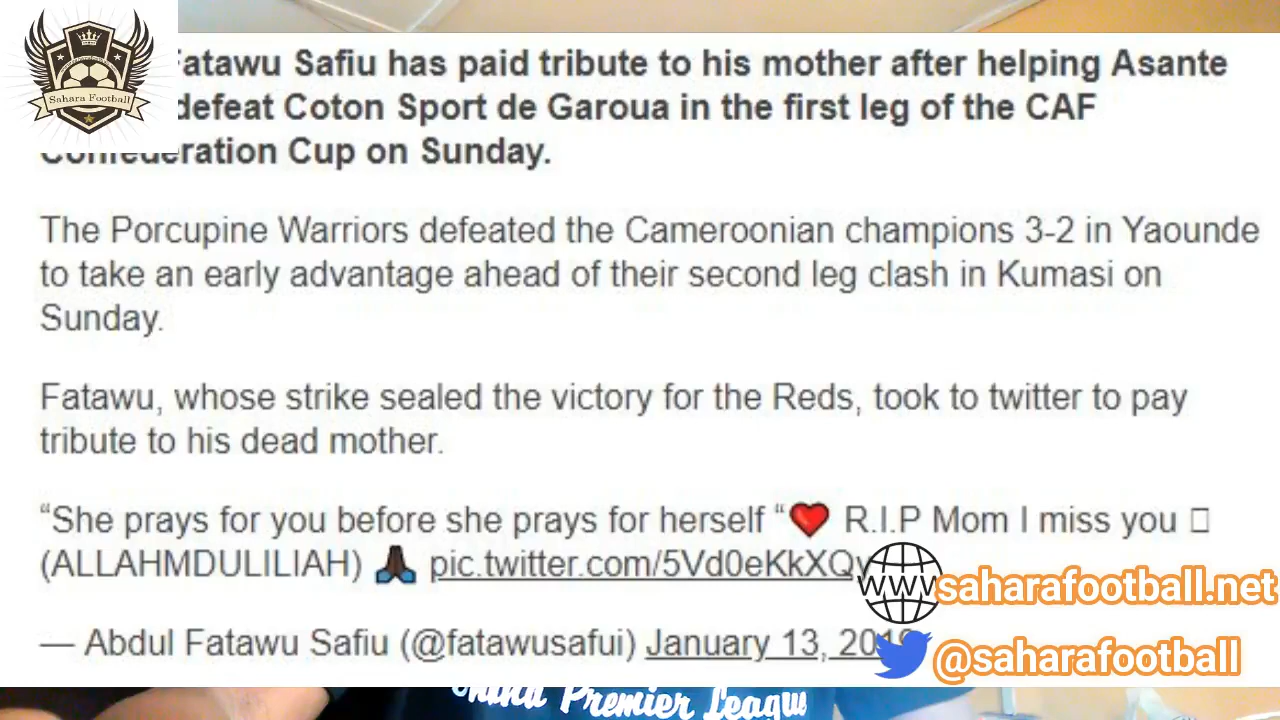 Sahara Football
Fatawu Safiu has paid tribute to his mother after helping Asante
defeat Coton Sport de Garoua in the first leg of the CAF
Confederation Cup on Sunday.
The Porcupine Warriors defeated the Cameroonian champions 3-2 in Yaounde
to take an early advantage ahead of their second leg clash in Kumasi on
Sunday.
Fatawu, whose strike sealed the victory for the Reds, took to twitter to pay
tribute to his dead mother.
“She prays for you before she prays for herself “❤️ R.I.P Mom I miss you
(ALLAHMDULILIAH) 🙏🏿 pic.twitter.com/5Vd0eKkXQy
www saharafootball.net
— Abdul Fatawu Safiu (@fatawusafui) January 13, 2019
@saharafootball
Premier League